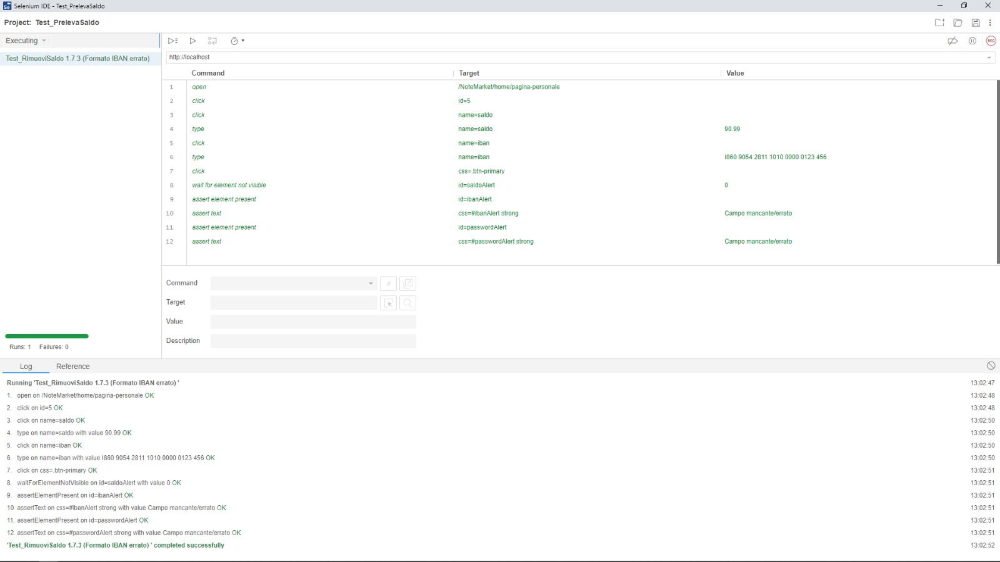 Selenium IDE - Test_PrelevaSaldo
Project: Test_PrelevaSaldo
Executing
Test_RimuoviSaldo 1.7.3 (Formato IBAN errato)
REC
http://localhost
Command Target Value
1 open /NoteMarket/home/pagina-personale
2 click id=5
3 click name=saldo
4 type name=saldo 90.99
5 click name=iban
6 type name=iban I860 9054 2811 1010 0000 0123 456
7 click css=.btn-primary
8 wait for element not visible id=saldoAlert 0
9 assert element present id=ibanAlert
10 assert text css=#ibanAlert strong Campo mancante/errato
11 assert element present id=passwordAlert
12 assert text css=#passwordAlert strong Campo mancante/errato
Command //
Target
Value
Description
Runs: 1 Failures: 0
Log Reference
Running 'Test_RimuoviSaldo 1.7.3 (Formato IBAN errato) ' 13:02:47
1. open on /NoteMarket/home/pagina-personale OK 13:02:48
2. click on id=5 OK 13:02:48
3. click on name=saldo OK 13:02:50
4. type on name=saldo with value 90.99 OK 13:02:50
5. click on name=iban OK 13:02:50
6. type on name=iban with value I860 9054 2811 1010 0000 0123 456 OK 13:02:50
7. click on css=.btn-primary OK 13:02:51
8. waitForElementNotVisible on id=saldoAlert with value 0 OK 13:02:51
9. assertElementPresent on id=ibanAlert OK 13:02:51
10. assertText on css=#ibanAlert strong with value Campo mancante/errato OK 13:02:51
11. assertElementPresent on id=passwordAlert OK 13:02:51
12. assertText on css=#passwordAlert strong with value Campo mancante/errato OK 13:02:51
'Test_RimuoviSaldo 1.7.3 (Formato IBAN errato) ' completed successfully 13:02:52